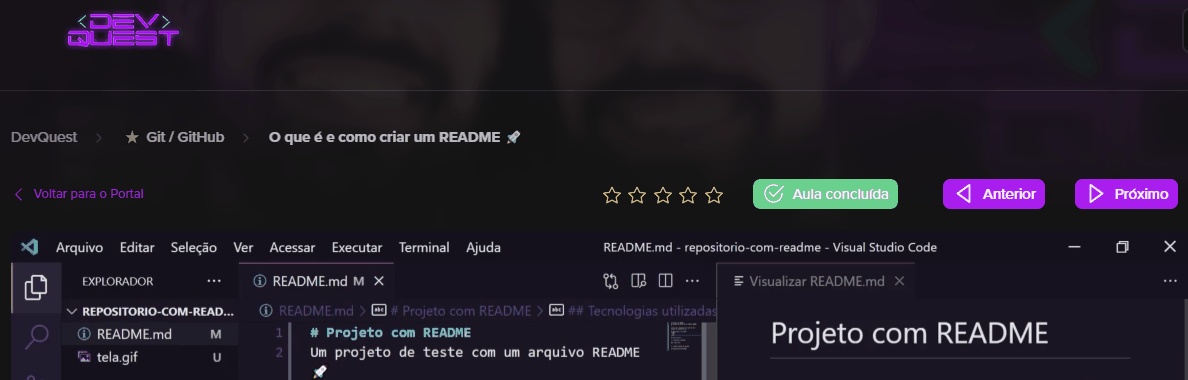 <DEV
QUEST>
DevQuest > ★ Git / GitHub > O que é e como criar um README 🚀
< Voltar para o Portal
Aula concluída
Anterior
Próximo
Arquivo Editar Seleção Ver Acessar Executar Terminal Ajuda
README.md - repositorio-com-readme - Visual Studio Code
EXPLORADOR ...
README.md M ×
Visualizar README.md ×
REPOSITORIO-COM-READ...
README.md > # Projeto com README > ## Tecnologias utilizadas
README.md M
tela.gif U
1 # Projeto com README
2 Um projeto de teste com um arquivo README
🚀
Projeto com README